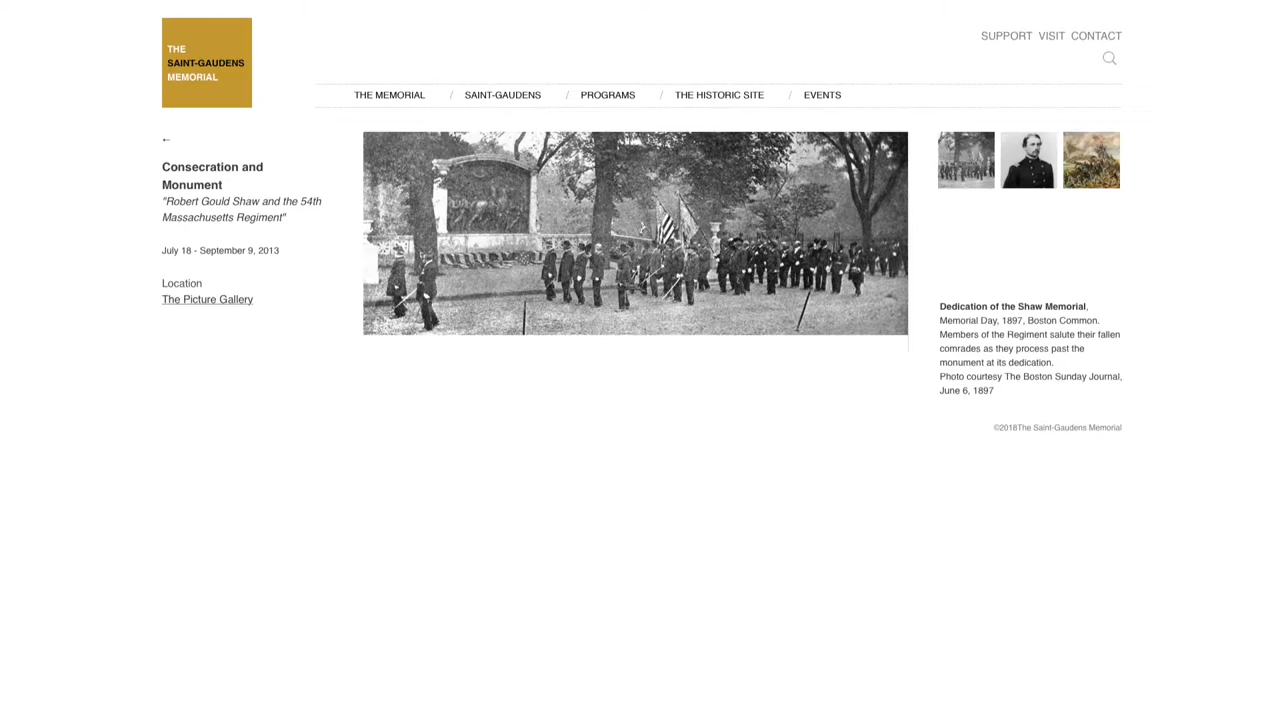 THE
SAINT-GAUDENS
MEMORIAL
SUPPORT VISIT CONTACT
THE MEMORIAL / SAINT-GAUDENS / PROGRAMS / THE HISTORIC SITE / EVENTS
←
Consecration and
Monument
"Robert Gould Shaw and the 54th
Massachusetts Regiment"
July 18 - September 9, 2013
Location
The Picture Gallery
Dedication of the Shaw Memorial,
Memorial Day, 1897, Boston Common.
Members of the Regiment salute their fallen
comrades as they process past the
monument at its dedication.
Photo courtesy The Boston Sunday Journal,
June 6, 1897
©2018The Saint-Gaudens Memorial